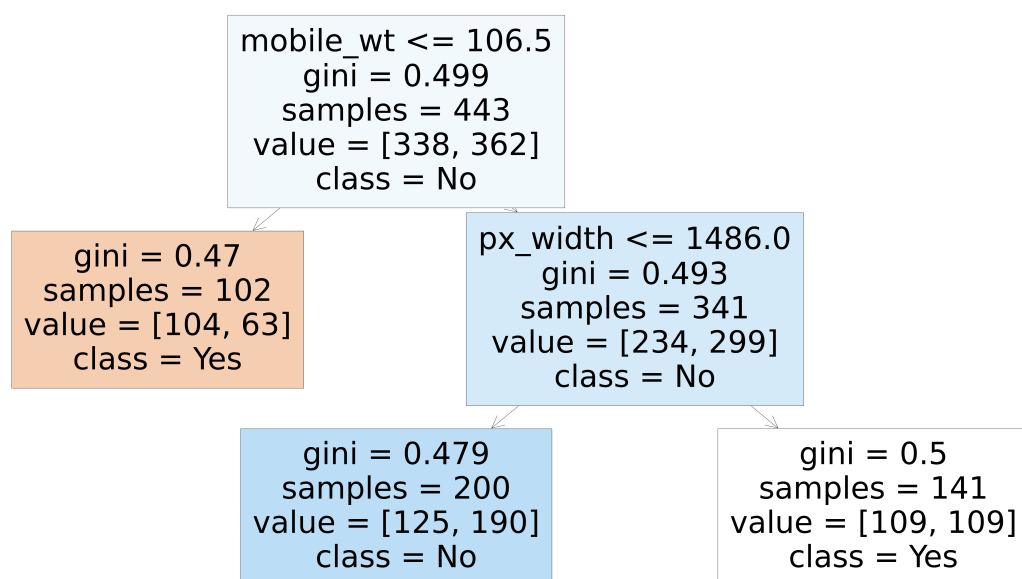 mobile_wt <= 106.5
gini = 0.499
samples = 443
value = [338, 362]
class = No
gini = 0.47
samples = 102
value = [104, 63]
class = Yes
px_width <= 1486.0
gini = 0.493
samples = 341
value = [234, 299]
class = No
gini = 0.479
samples = 200
value = [125, 190]
class = No
gini = 0.5
samples = 141
value = [109, 109]
class = Yes